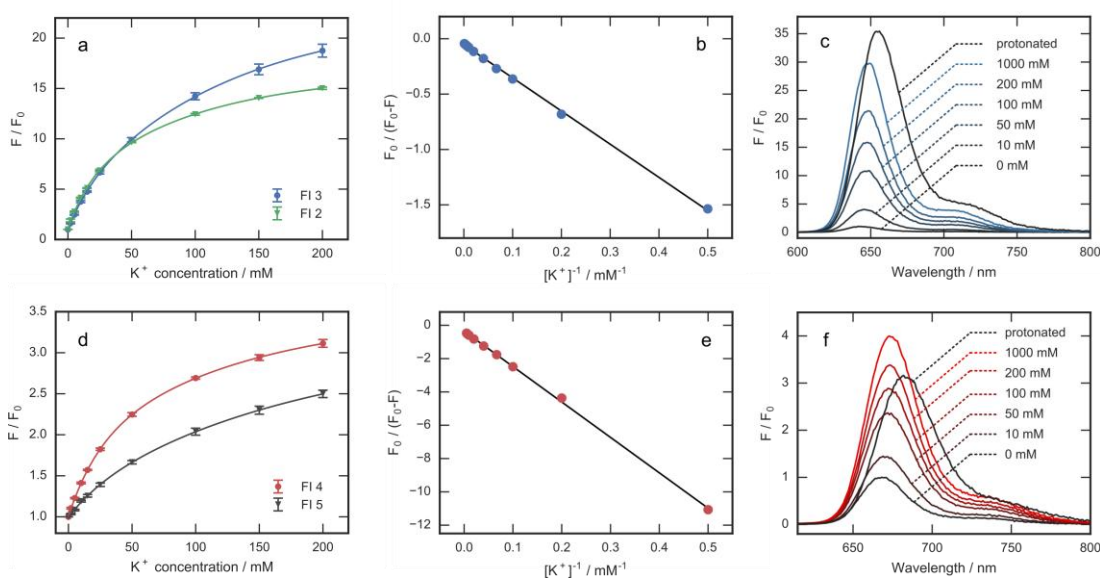 a
F / F₀
20
15
10
5
0
FI 3
FI 2
0 50 100 150 200
K⁺ concentration / mM
b
F₀ / (F₀-F)
0.0
−0.5
−1.0
−1.5
0.0 0.1 0.2 0.3 0.4 0.5
[K⁺]⁻¹ / mM⁻¹
c
F / F₀
35
30
25
20
15
10
5
0
protonated
1000 mM
200 mM
100 mM
50 mM
10 mM
0 mM
600 650 700 750 800
Wavelength / nm
d
F / F₀
3.5
3.0
2.5
2.0
1.5
1.0
FI 4
FI 5
0 50 100 150 200
K⁺ concentration / mM
e
F₀ / (F₀-F)
0
−2
−4
−6
−8
−10
−12
0.0 0.1 0.2 0.3 0.4 0.5
[K⁺]⁻¹ / mM⁻¹
f
F / F₀
4
3
2
1
0
protonated
1000 mM
200 mM
100 mM
50 mM
10 mM
0 mM
650 700 750 800
Wavelength / nm